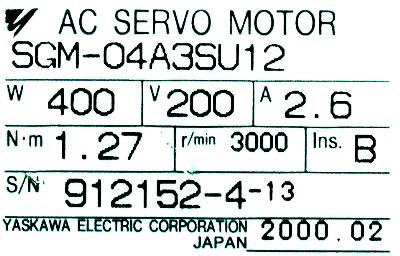 AC SERVO MOTOR
SGM-04A3SU12
W 400 V 200 A 2.6
N·m 1.27 r/min 3000 Ins. B
S/N 912152-4-13
YASKAWA ELECTRIC CORPORATION
JAPAN 2000.02